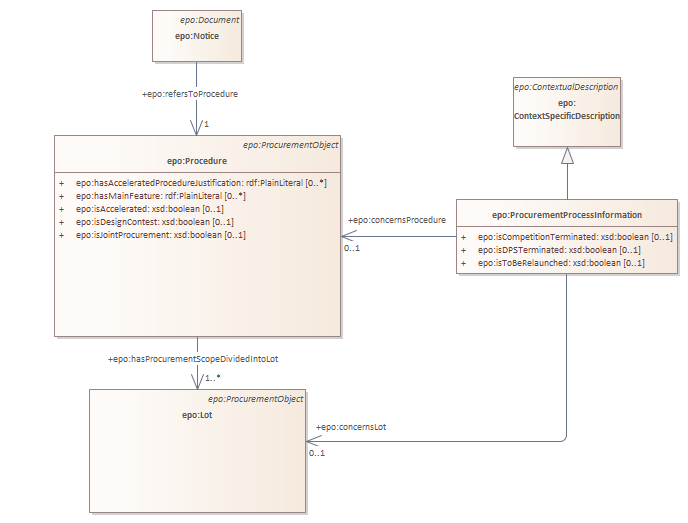 epo:Document
epo:Notice
+epo:refersToProcedure
1
epo:ContextualDescription
epo:
ContextSpecificDescription
epo:ProcurementObject
epo:Procedure
+ epo:hasAcceleratedProcedureJustification: rdf:PlainLiteral [0..*]
+ epo:hasMainFeature: rdf:PlainLiteral [0..*]
+ epo:isAccelerated: xsd:boolean [0..1]
+ epo:isDesignContest: xsd:boolean [0..1]
+ epo:isJointProcurement: xsd:boolean [0..1]
+epo:concernsProcedure
0..1
epo:ProcurementProcessInformation
+ epo:isCompetitionTerminated: xsd:boolean [0..1]
+ epo:isDPSTerminated: xsd:boolean [0..1]
+ epo:isToBeRelaunched: xsd:boolean [0..1]
+epo:hasProcurementScopeDividedIntoLot
1..*
epo:ProcurementObject
epo:Lot
+epo:concernsLot
0..1